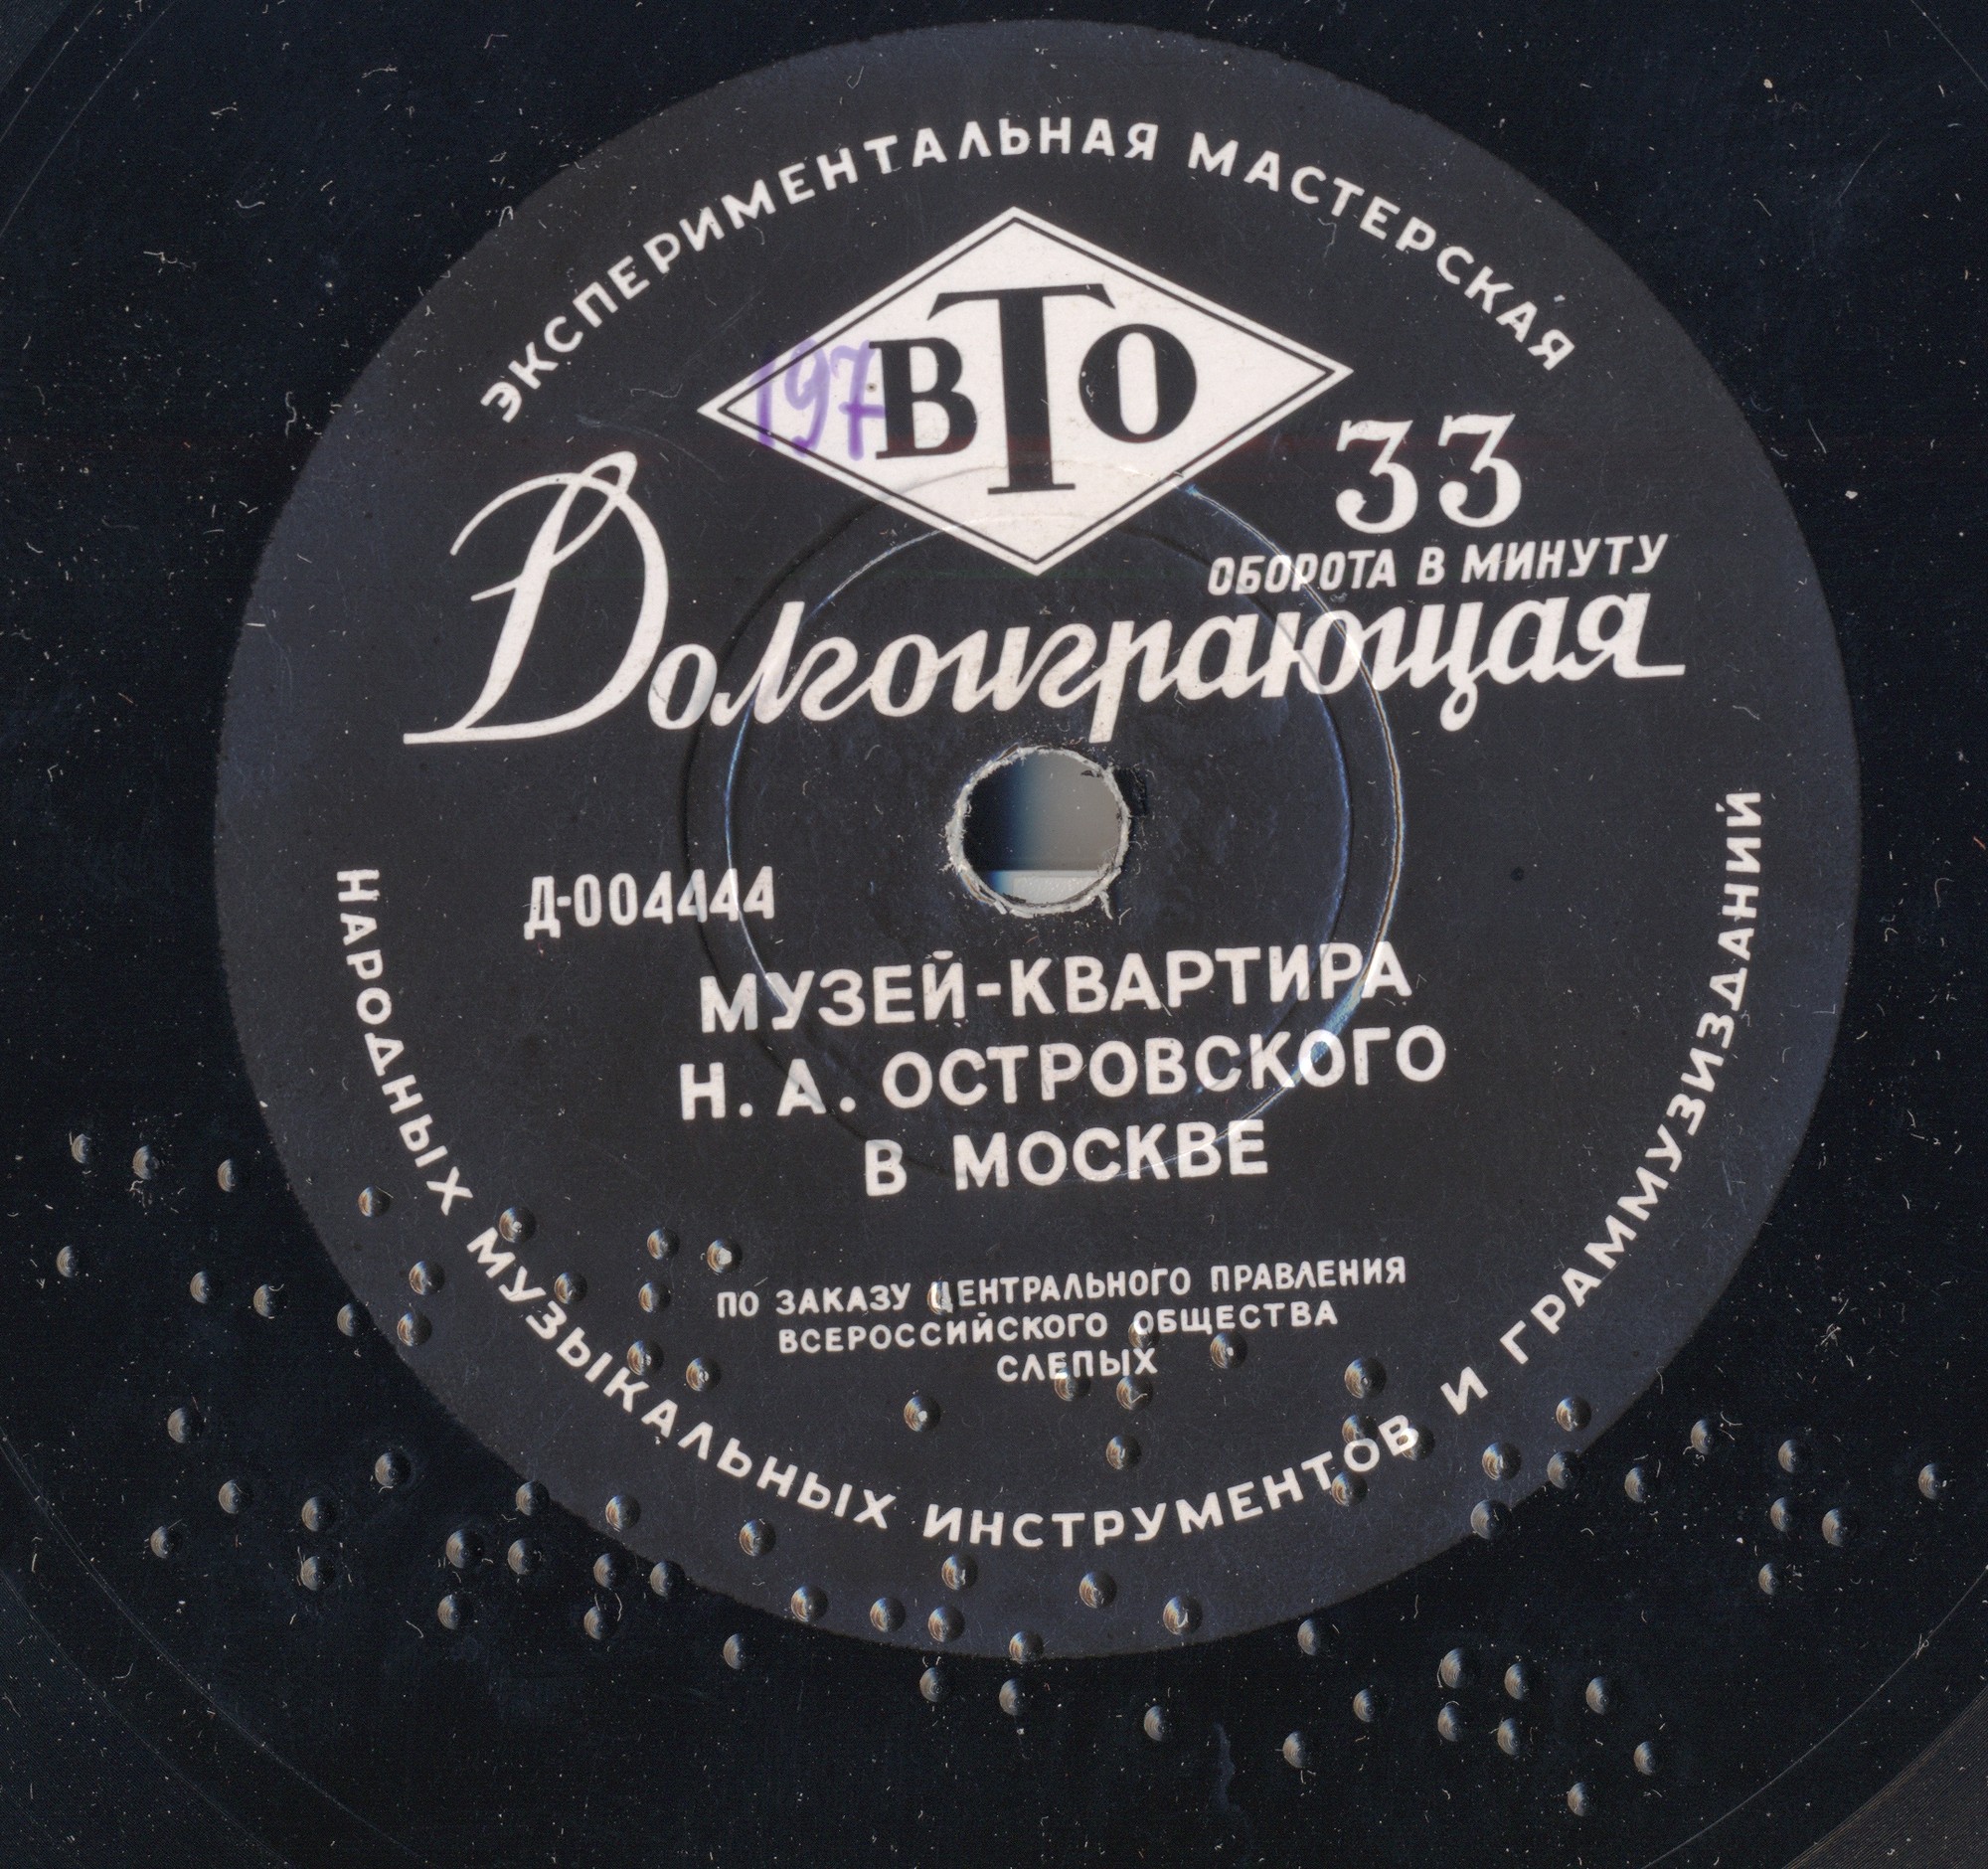 ЭКСПЕРИМЕНТАЛЬНАЯ МАСТЕРСКАЯ
ВТО
197
33
ОБОРОТА В МИНУТУ
Долгоиграющая
Д-004444
МУЗЕЙ-КВАРТИРА
Н. А. ОСТРОВСКОГО
В МОСКВЕ
ПО ЗАКАЗУ ЦЕНТРАЛЬНОГО ПРАВЛЕНИЯ
ВСЕРОССИЙСКОГО ОБЩЕСТВА
СЛЕПЫХ
НАРОДНЫХ МУЗЫКАЛЬНЫХ ИНСТРУМЕНТОВ И ГРАММУЗИЗДАНИЙ